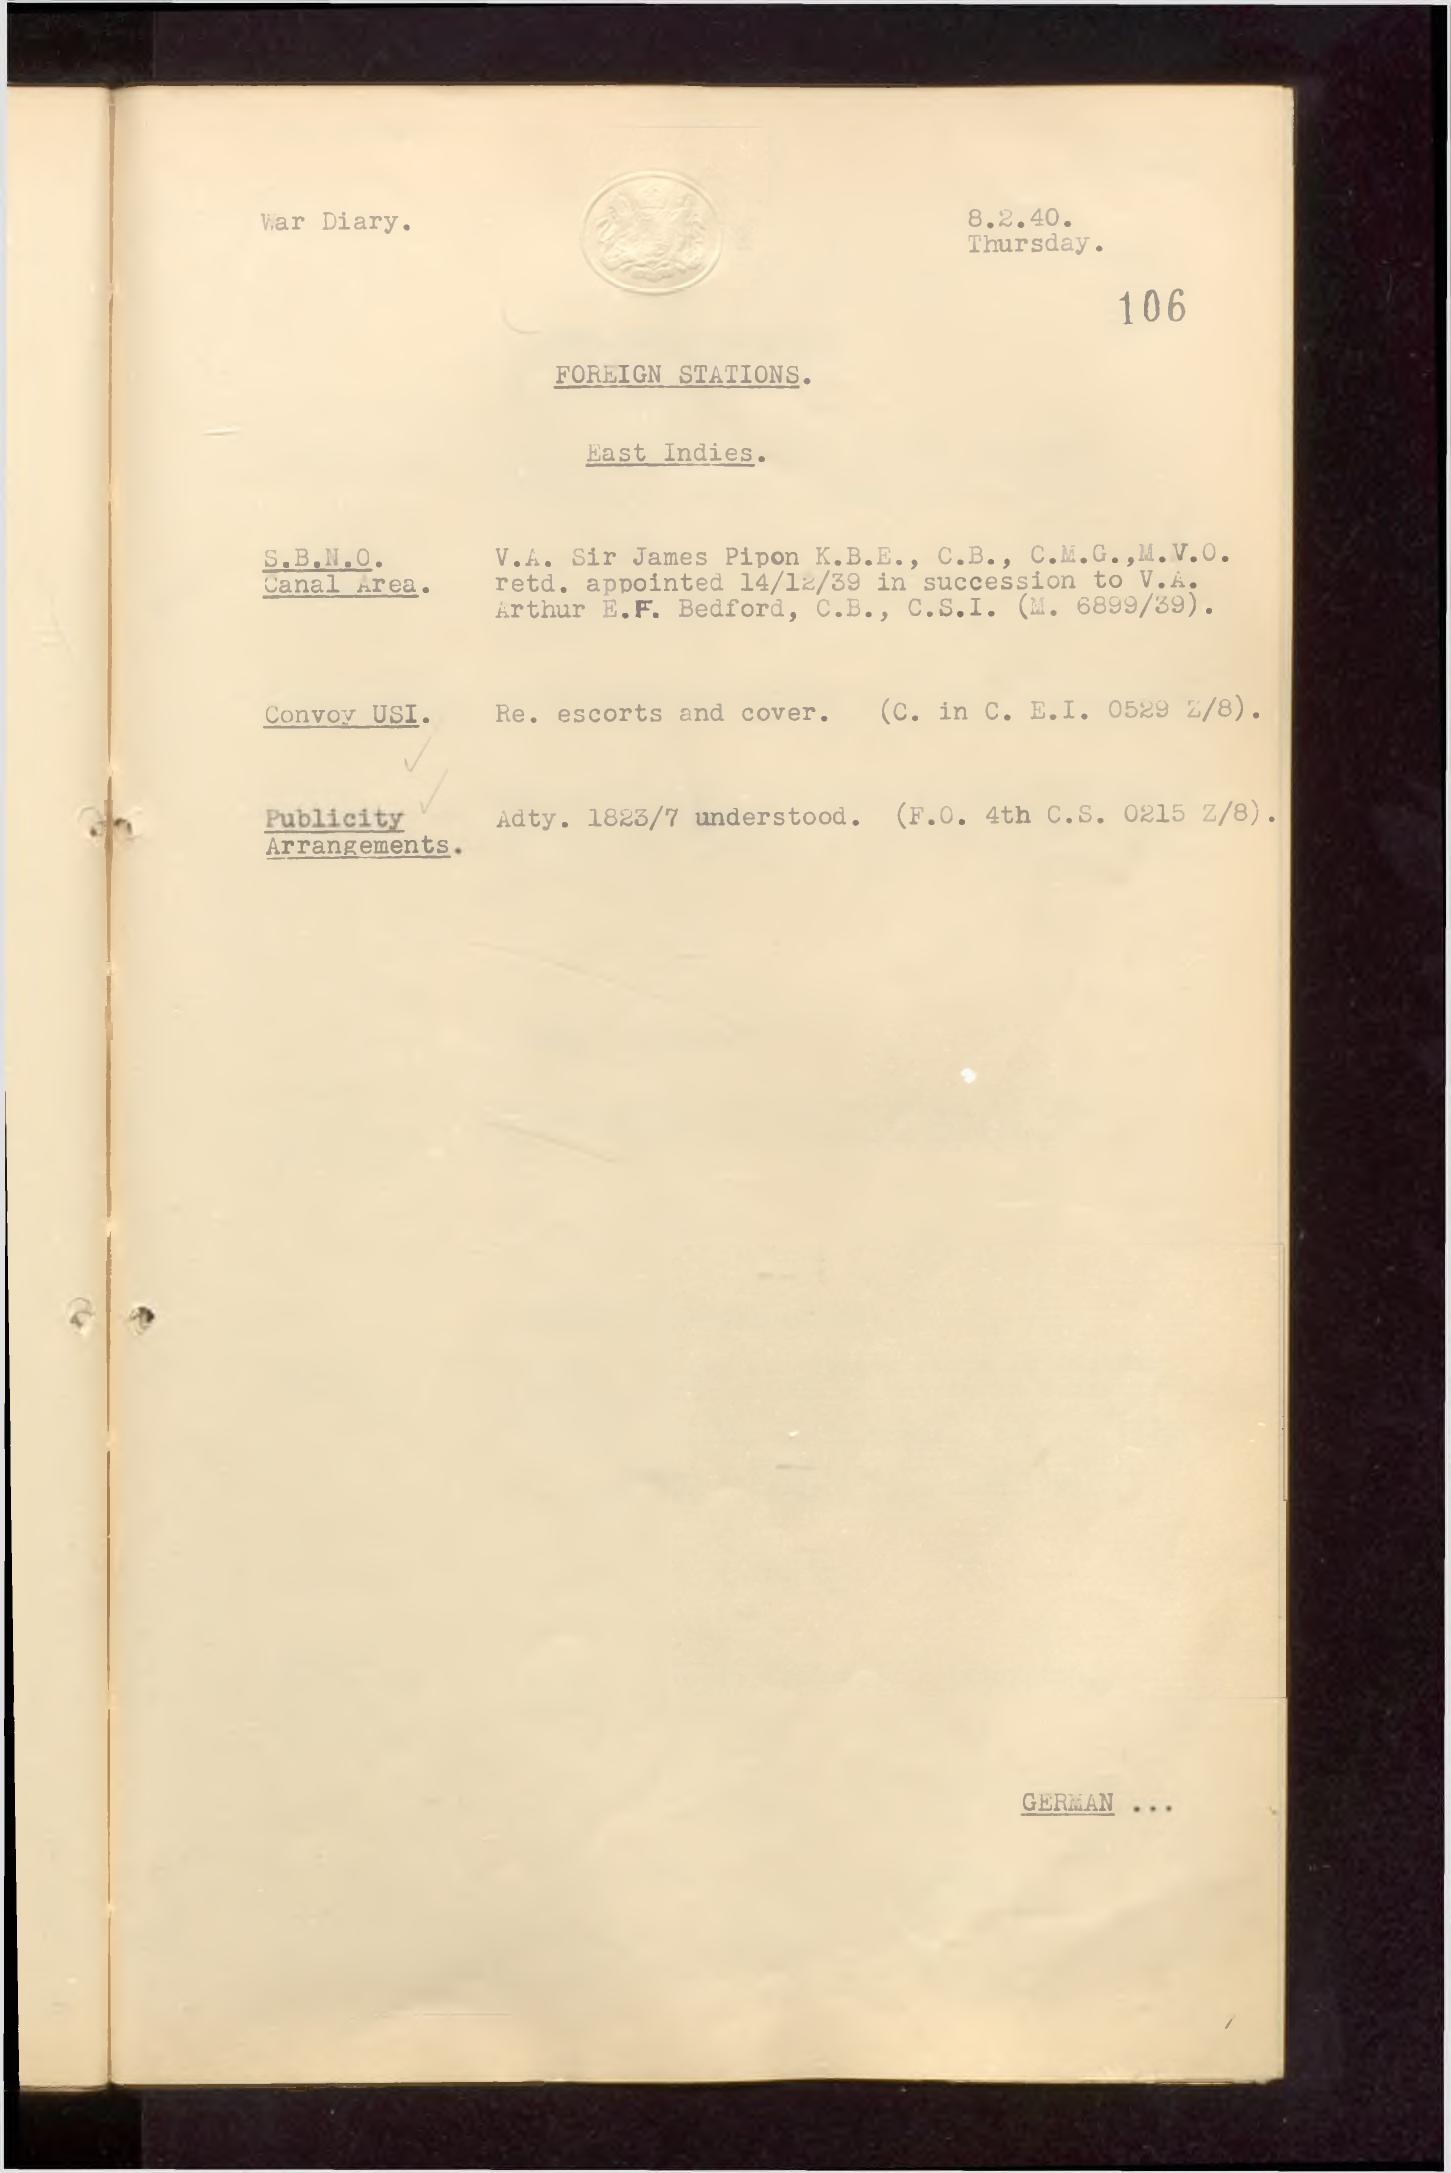 War Diary.
8.2.40.
Thursday.
106
FOREIGN STATIONS.
East Indies.
S.B.N.O. V.A. Sir James Pipon K.B.E., C.B., C.M.G.,M.V.O.
Canal Area. retd. appointed 14/12/39 in succession to V.A.
Arthur E.F. Bedford, C.B., C.S.I. (M. 6899/39).
Convoy USI. Re. escorts and cover. (C. in C. E.I. 0529 Z/8).
Publicity Adty. 1823/7 understood. (F.O. 4th C.S. 0215 Z/8).
Arrangements.
GERMAN ...